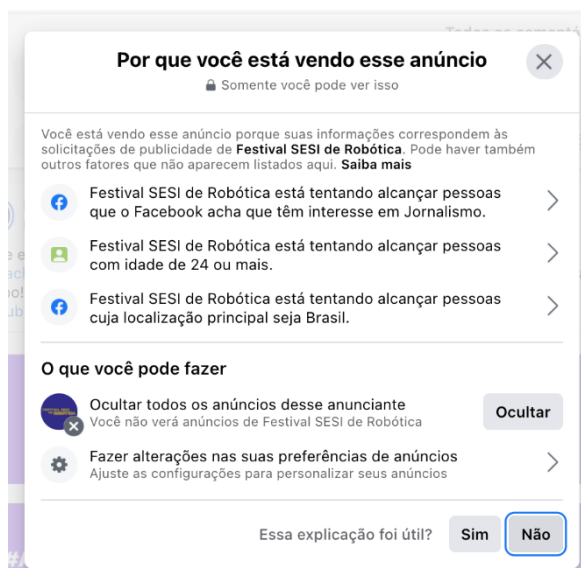 Por que você está vendo esse anúncio
Somente você pode ver isso
Você está vendo esse anúncio porque suas informações correspondem às
solicitações de publicidade de Festival SESI de Robótica. Pode haver também
outros fatores que não aparecem listados aqui. Saiba mais
Festival SESI de Robótica está tentando alcançar pessoas
que o Facebook acha que têm interesse em Jornalismo.
Festival SESI de Robótica está tentando alcançar pessoas
com idade de 24 ou mais.
Festival SESI de Robótica está tentando alcançar pessoas
cuja localização principal seja Brasil.
O que você pode fazer
Ocultar todos os anúncios desse anunciante
Você não verá anúncios de Festival SESI de Robótica
Ocultar
Fazer alterações nas suas preferências de anúncios
Ajuste as configurações para personalizar seus anúncios
Essa explicação foi útil? Sim Não